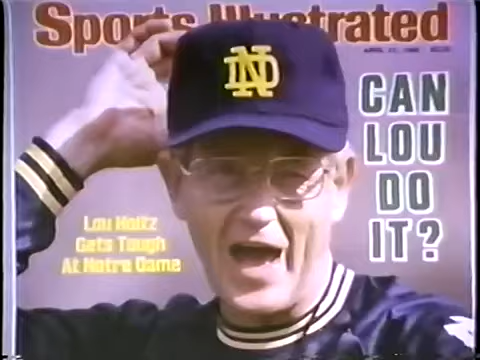 Sports Illustrated
CAN
LOU
DO
IT?
ND
Lou Holtz
Gets Tough
At Notre Dame